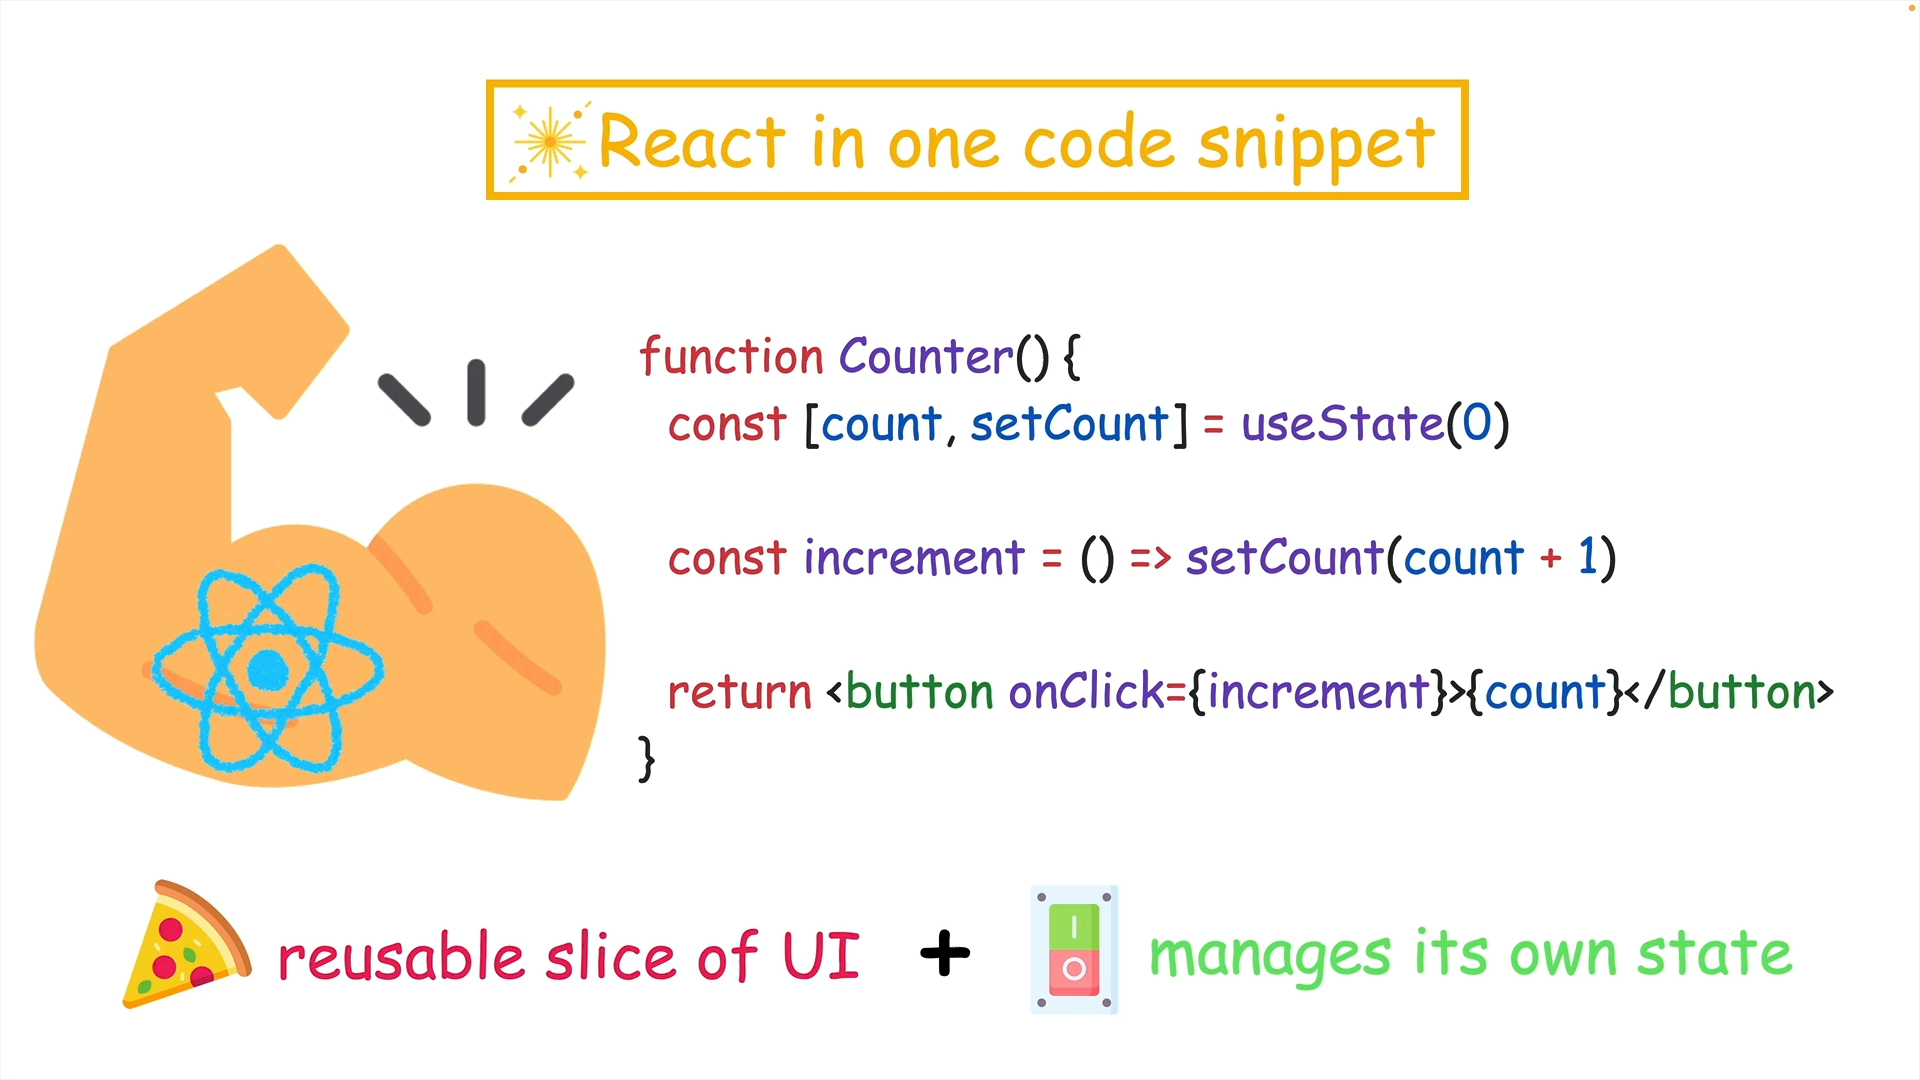 React in one code snippet
function Counter() {
const [count, setCount] = useState(0)
const increment = () => setCount(count + 1)
return <button onClick={increment}>{count}</button>
}
reusable slice of UI + manages its own state